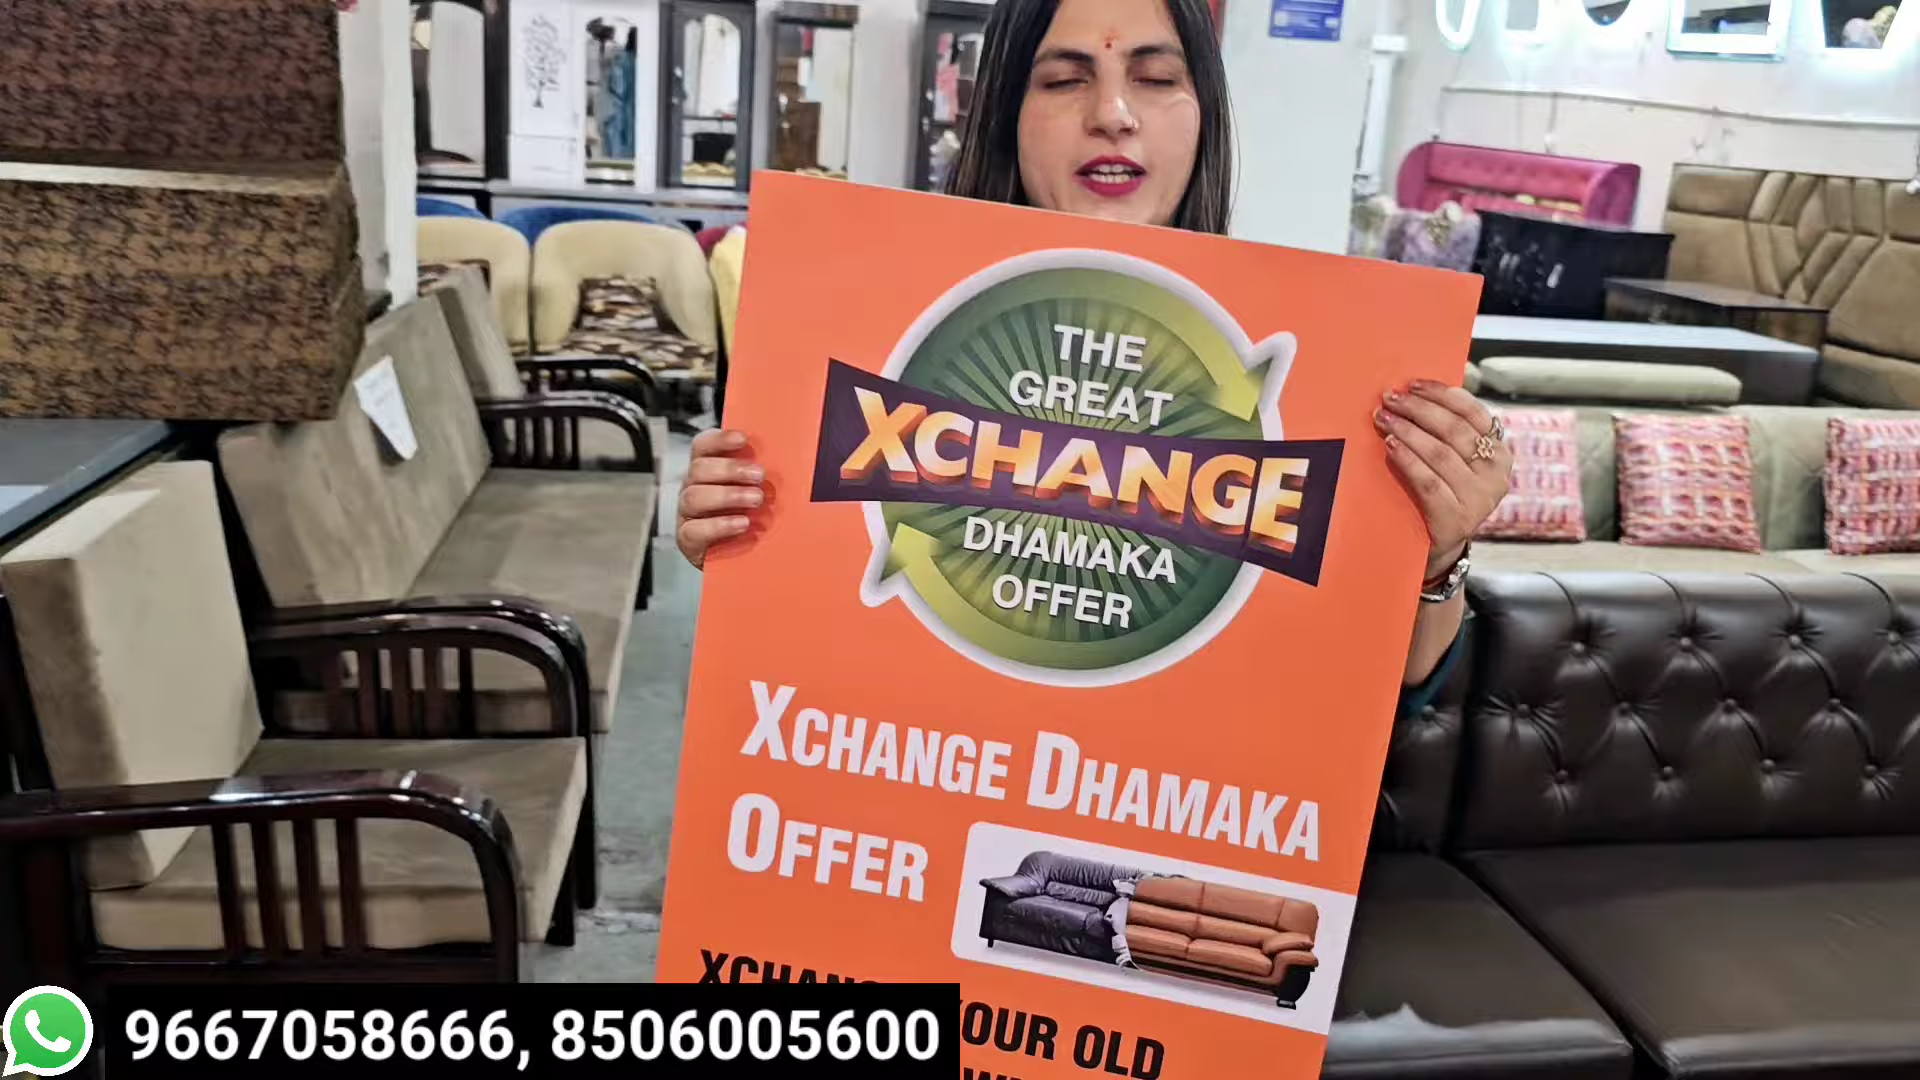 THE
GREAT
XCHANGE
DHAMAKA
OFFER
XCHANGE DHAMAKA
OFFER
OUR OLD
9667058666, 8506005600